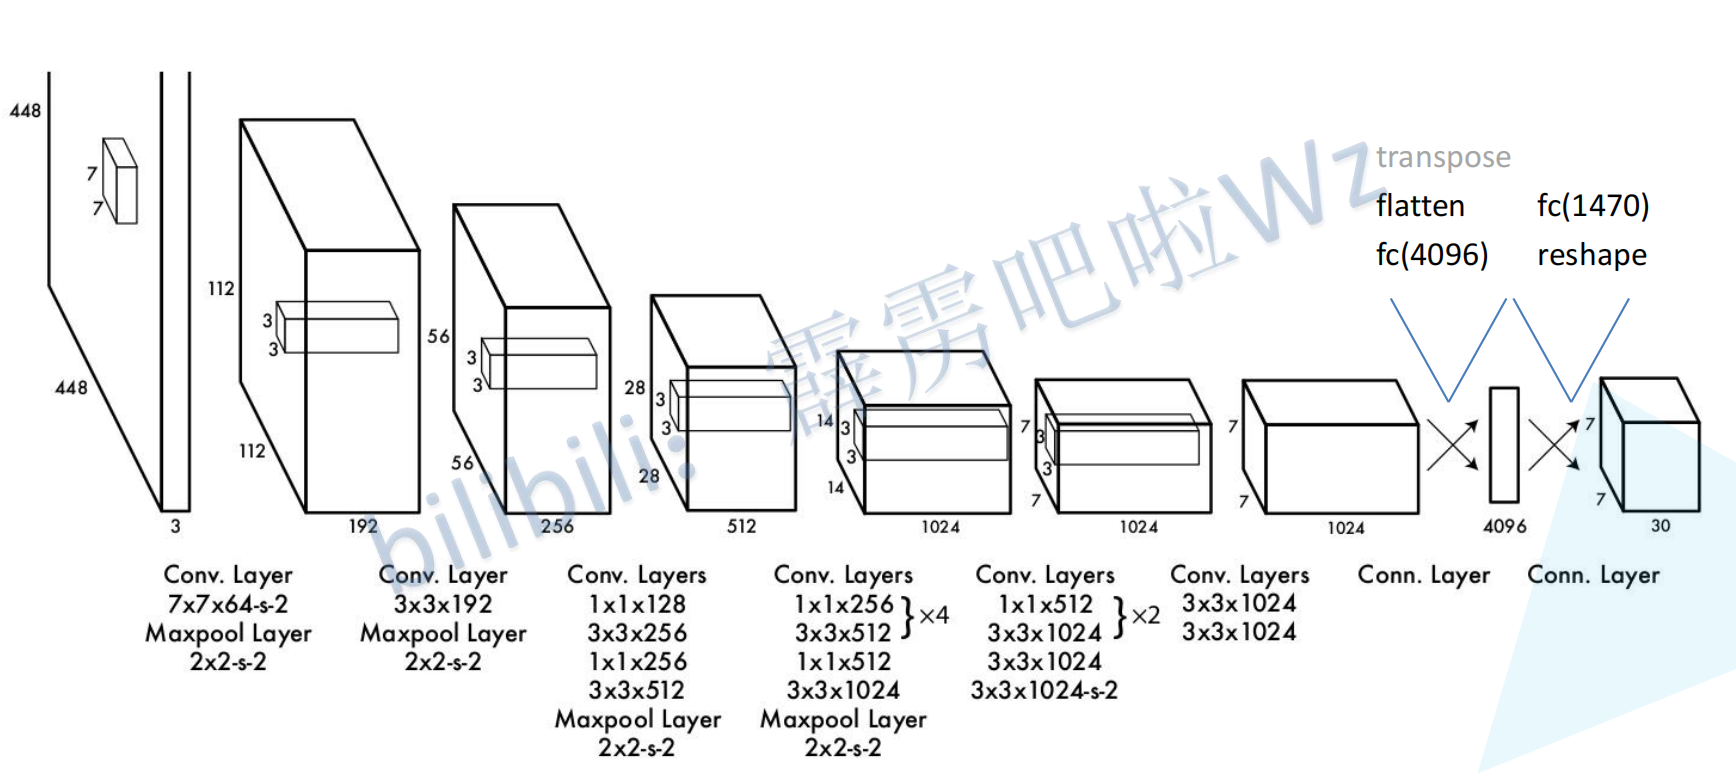 448
7
7
448
3
112
3
3
112
192
56
3
3
56
256
28
3
3
28
512
14
3
3
14
1024
7
3
3
7
1024
7
7
1024
4096
7
7
30
transpose
flatten
fc(4096)
fc(1470)
reshape
bilibili: 霹雳吧啦Wz
Conv. Layer
7x7x64-s-2
Maxpool Layer
2x2-s-2
Conv. Layer
3x3x192
Maxpool Layer
2x2-s-2
Conv. Layers
1x1x128
3x3x256
1x1x256
3x3x512
Maxpool Layer
2x2-s-2
Conv. Layers
1x1x256
3x3x512
}×4
1x1x512
3x3x1024
Maxpool Layer
2x2-s-2
Conv. Layers
1x1x512
3x3x1024
}×2
3x3x1024
3x3x1024-s-2
Conv. Layers
3x3x1024
3x3x1024
Conn. Layer
Conn. Layer